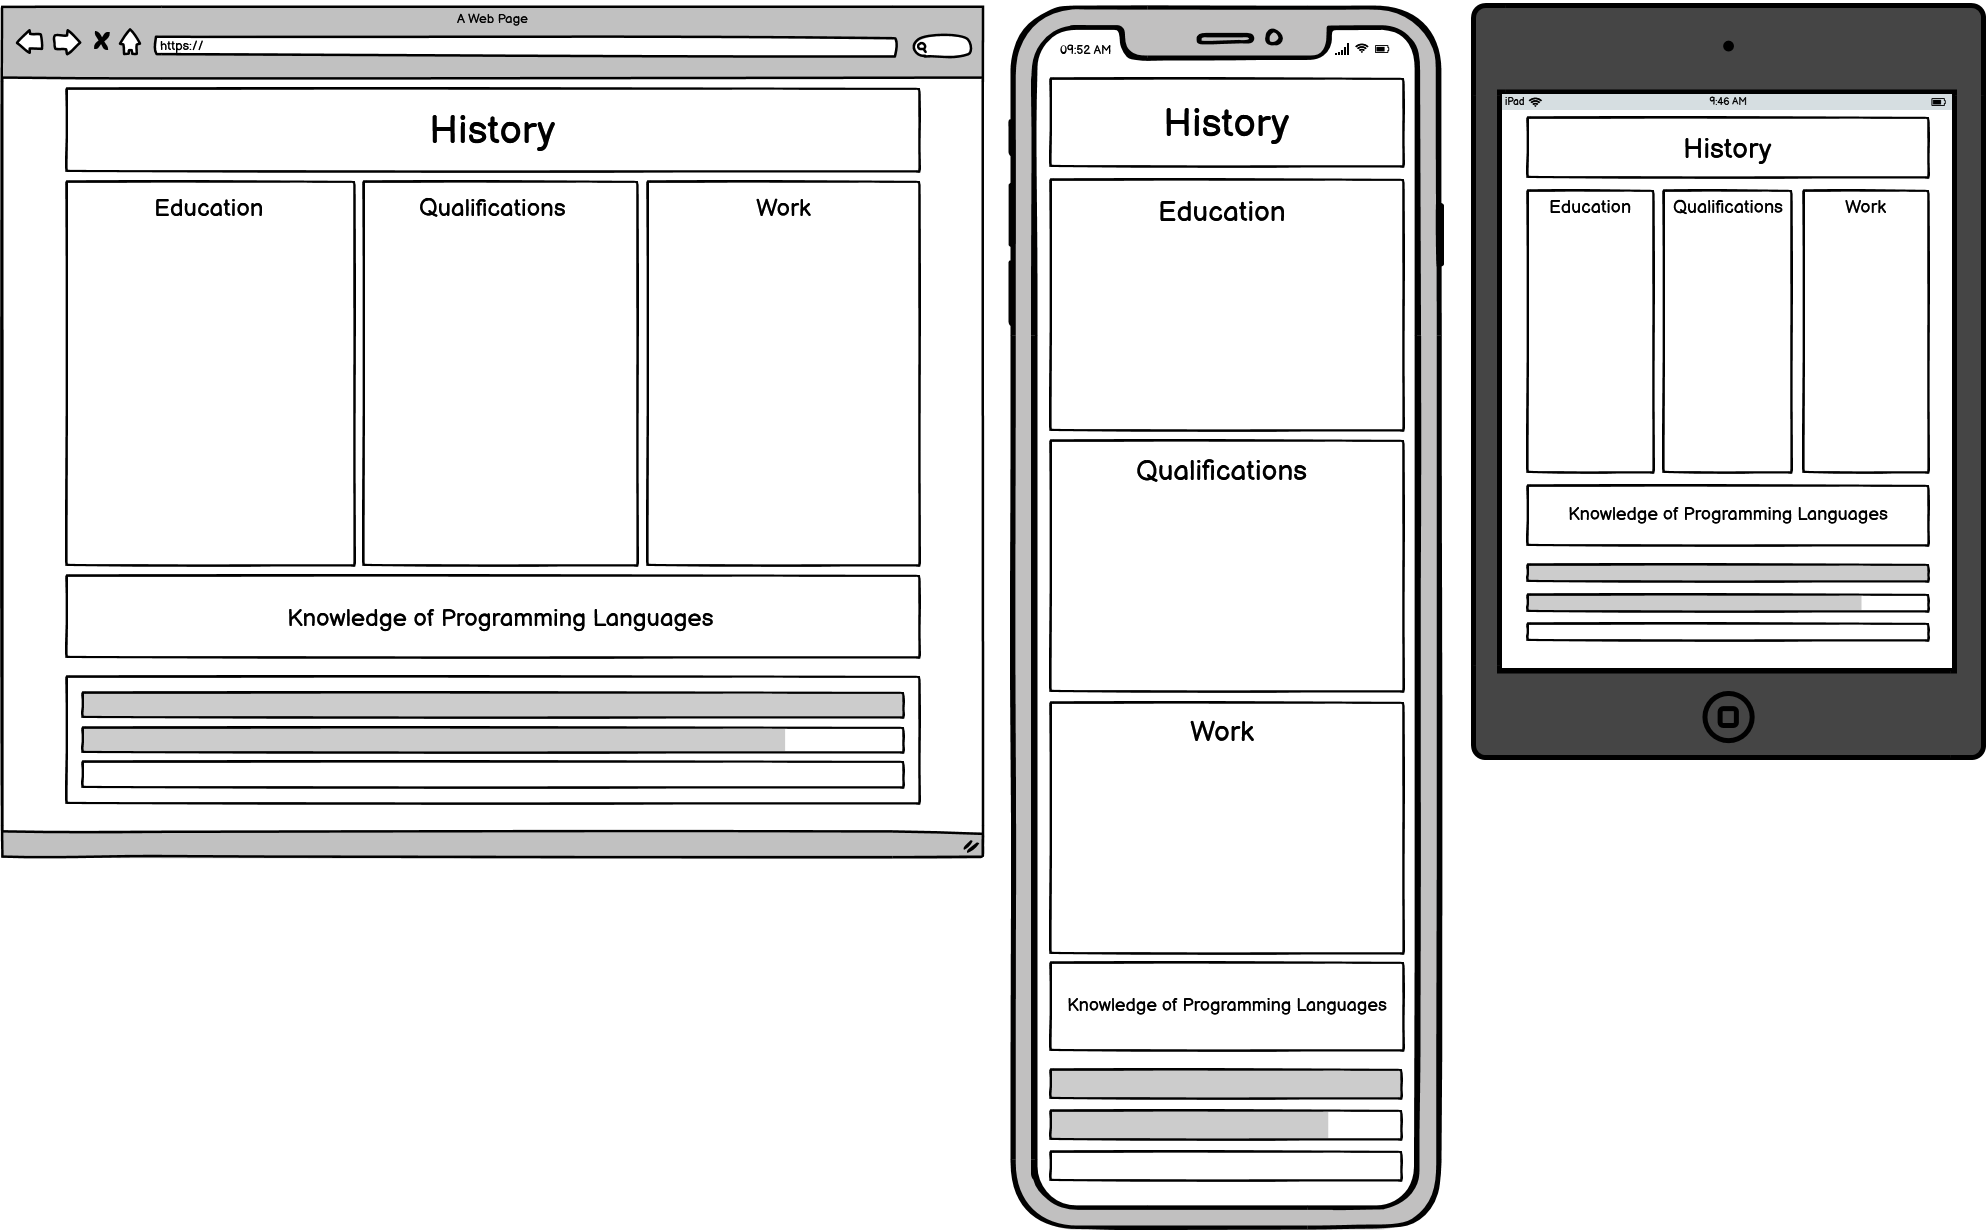 A Web Page
https://
History
Education
Qualifications
Work
Knowledge of Programming Languages
09:52 AM
History
Education
Qualifications
Work
Knowledge of Programming Languages
iPad
9:46 AM
History
Education
Qualifications
Work
Knowledge of Programming Languages